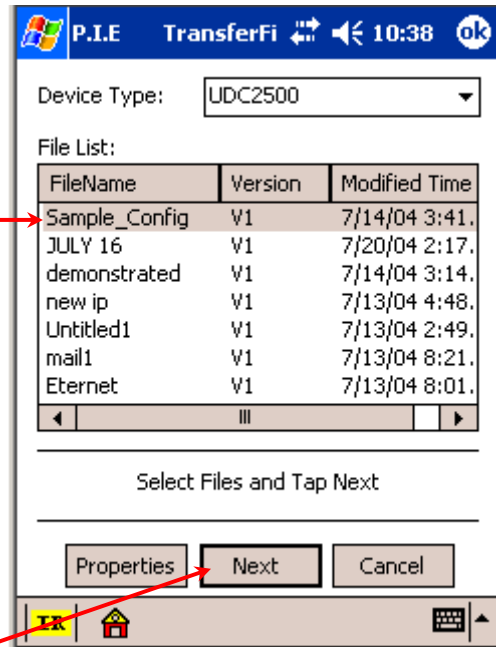 P.I.E TransferFi 10:38 ok
Device Type: UDC2500
File List:
FileName Version Modified Time
Sample_Config V1 7/14/04 3:41.
JULY 16 V1 7/20/04 2:17.
demonstrated V1 7/14/04 3:14.
new ip V1 7/13/04 4:48.
Untitled1 V1 7/13/04 2:49.
mail1 V1 7/13/04 8:21.
Eternet V1 7/13/04 8:01.
Select Files and Tap Next
Properties Next Cancel
IR